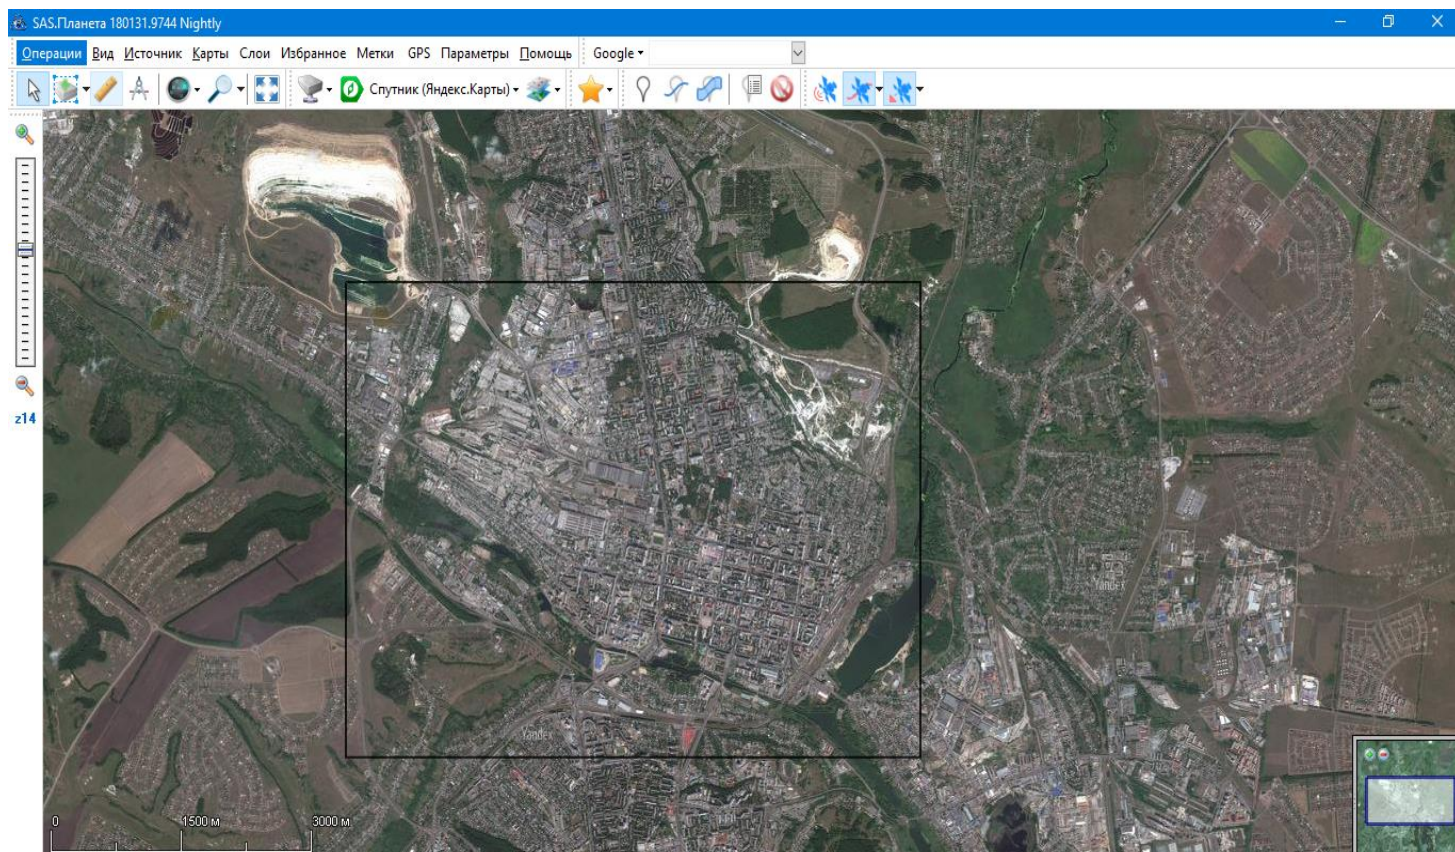 SAS.Планета 180131.9744 Nightly
Операции Вид Источник Карты Слои Избранное Метки GPS Параметры Помощь Google
Спутник (Яндекс.Карты)
z14
Yandex
Yandex
0 1500 м 3000 м